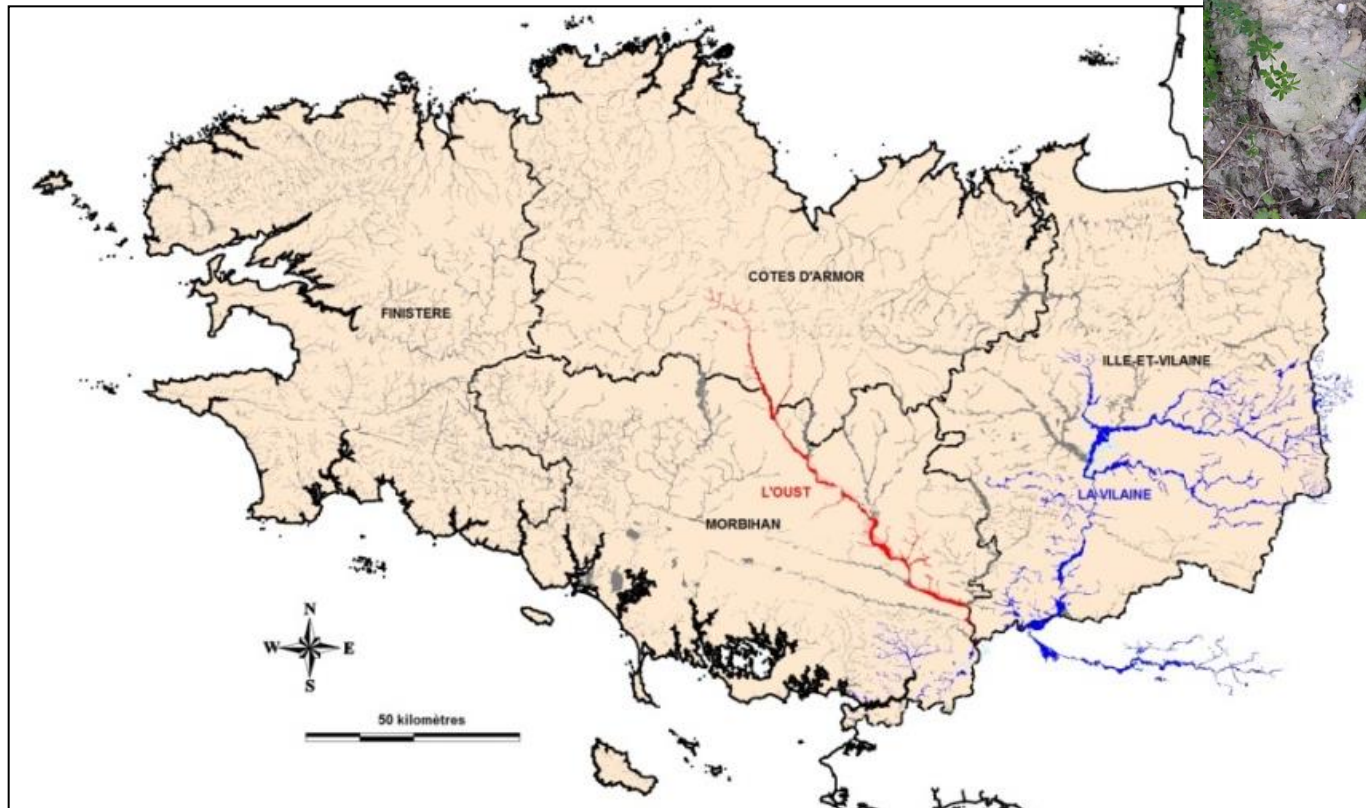 COTES D'ARMOR
FINISTERE
ILLE-ET-VILAINE
L'OUST
LA VILAINE
MORBIHAN
N
W E
S
50 kilomètres